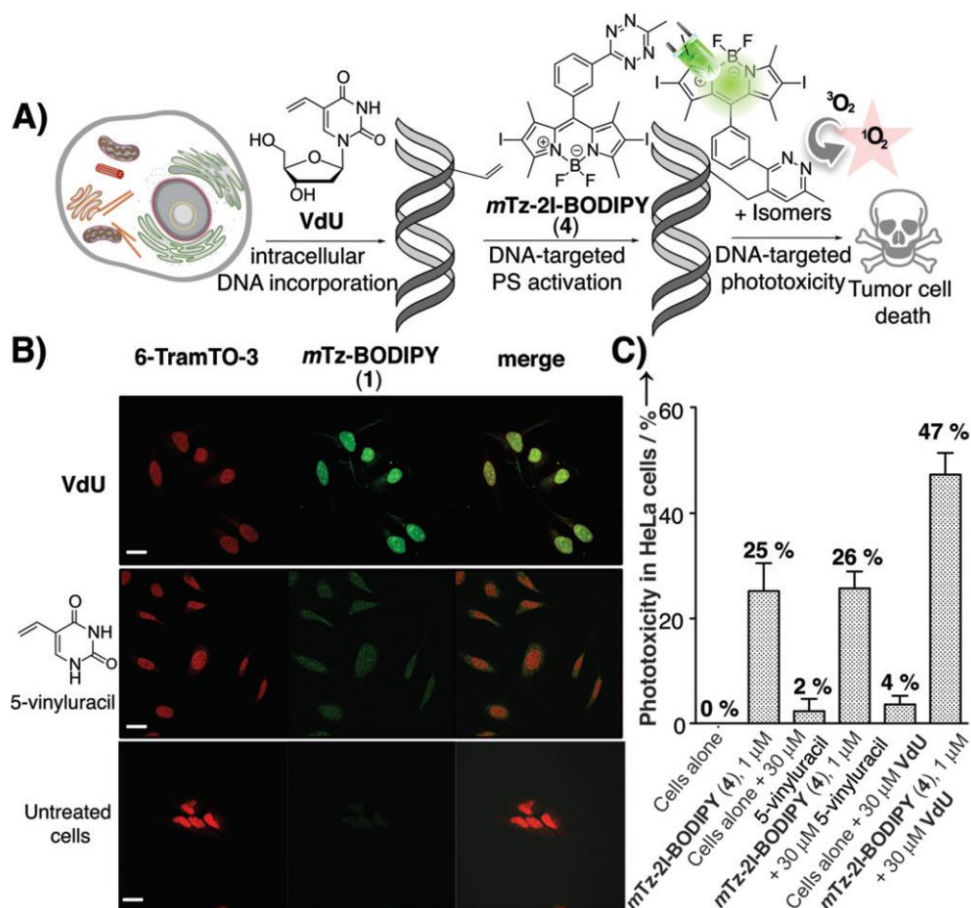 A)
O
NH
N
O
HO
O
OH
VdU
intracellular
DNA incorporation
N
N
N
N
I
I
N
N
B
F
F
mTz-2I-BODIPY
(4)
DNA-targeted
PS activation
F
F
B
N
N
I
I
N
N
+ Isomers
³O₂
¹O₂
DNA-targeted
phototoxicity
Tumor cell
death
B)
6-TramTO-3
mTz-BODIPY
(1)
merge
VdU
O
NH
N
H
O
5-vinyluracil
Untreated
cells
C)
Phototoxicity in HeLa cells / %
60
40
20
0
0 %
25 %
2 %
26 %
4 %
47 %
Cells alone
mTz-2I-BODIPY (4), 1 μM
Cells alone + 30 μM
5-vinyluracil
mTz-2I-BODIPY (4), 1 μM
+ 30 μM 5-vinyluracil
Cells alone + 30 μM VdU
mTz-2I-BODIPY (4), 1 μM
+ 30 μM VdU